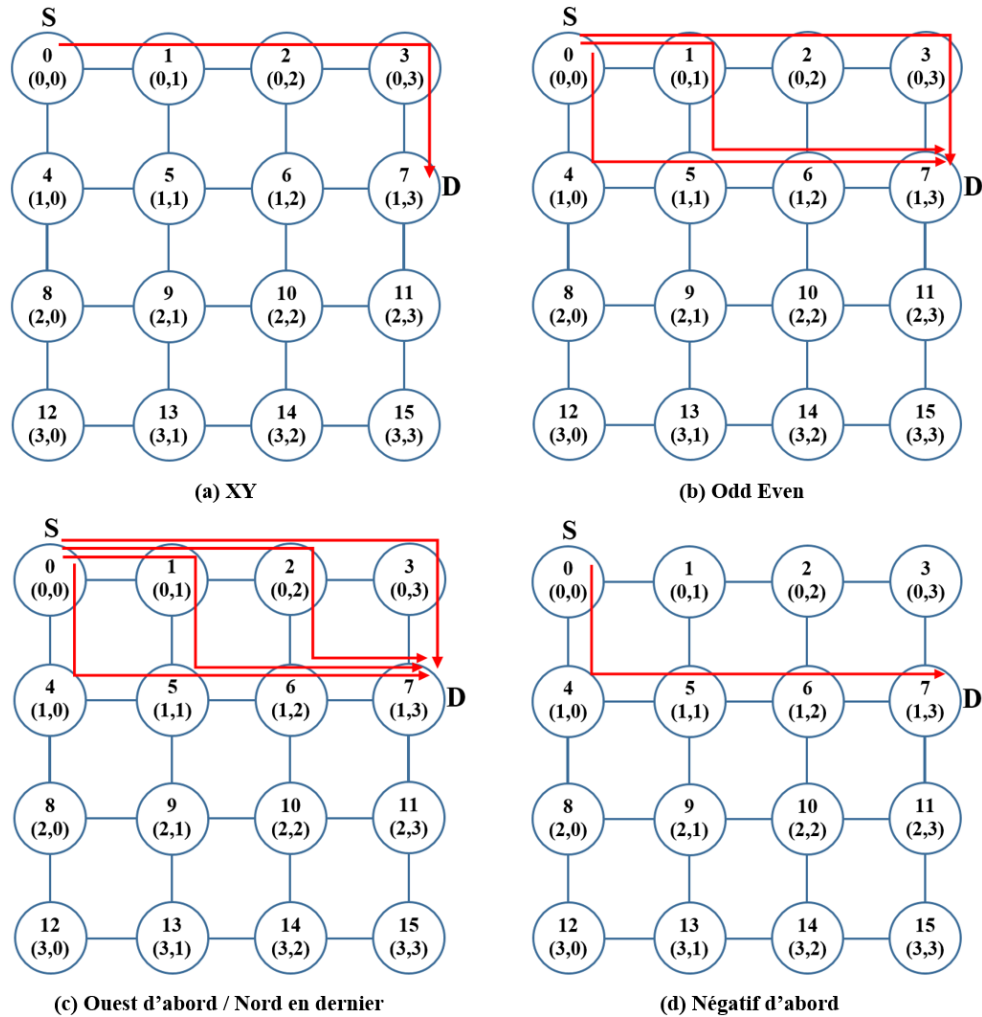 S
0 1 2 3
(0,0) (0,1) (0,2) (0,3)
4 5 6 7
(1,0) (1,1) (1,2) (1,3) D
8 9 10 11
(2,0) (2,1) (2,2) (2,3)
12 13 14 15
(3,0) (3,1) (3,2) (3,3)
(a) XY
S
0 1 2 3
(0,0) (0,1) (0,2) (0,3)
4 5 6 7
(1,0) (1,1) (1,2) (1,3) D
8 9 10 11
(2,0) (2,1) (2,2) (2,3)
12 13 14 15
(3,0) (3,1) (3,2) (3,3)
(b) Odd Even
S
0 1 2 3
(0,0) (0,1) (0,2) (0,3)
4 5 6 7
(1,0) (1,1) (1,2) (1,3) D
8 9 10 11
(2,0) (2,1) (2,2) (2,3)
12 13 14 15
(3,0) (3,1) (3,2) (3,3)
(c) Ouest d'abord / Nord en dernier
S
0 1 2 3
(0,0) (0,1) (0,2) (0,3)
4 5 6 7
(1,0) (1,1) (1,2) (1,3) D
8 9 10 11
(2,0) (2,1) (2,2) (2,3)
12 13 14 15
(3,0) (3,1) (3,2) (3,3)
(d) Négatif d'abord